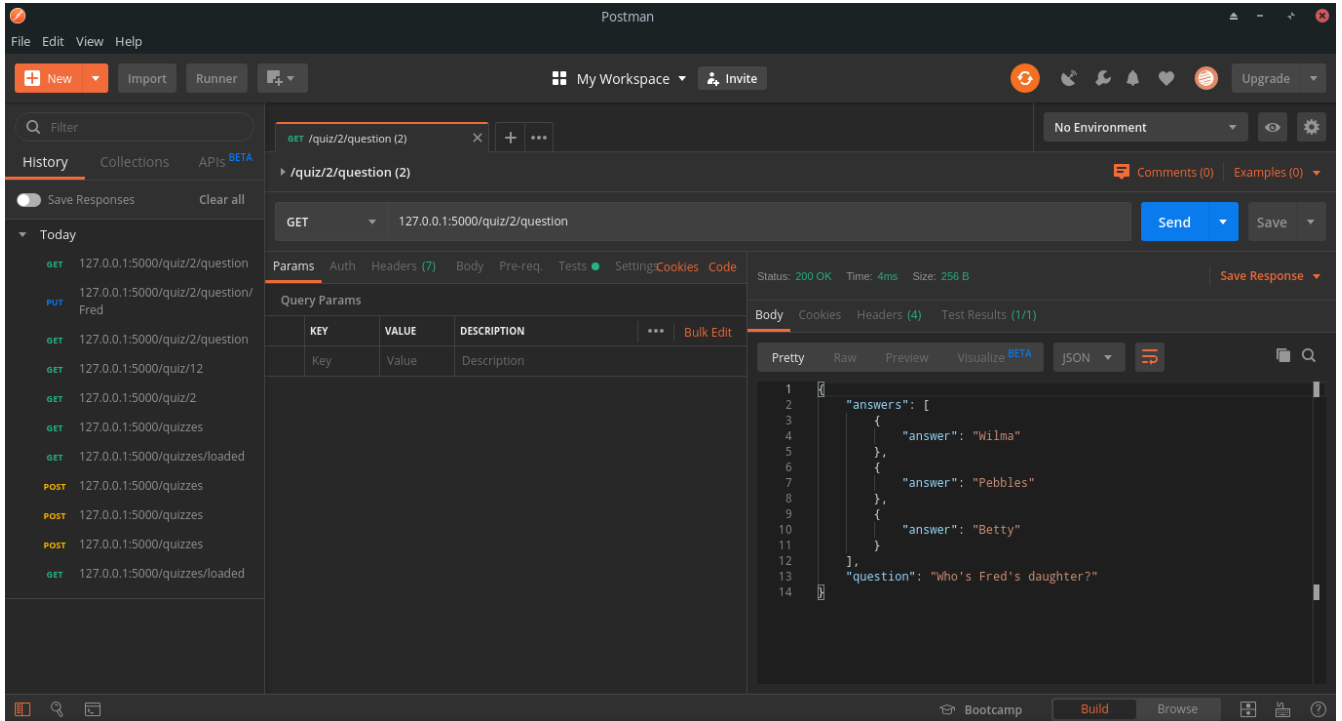 Postman
File Edit View Help
New Import Runner My Workspace Invite Upgrade
Filter
History Collections APIs BETA
Save Responses Clear all
Today
GET 127.0.0.1:5000/quiz/2/question
PUT 127.0.0.1:5000/quiz/2/question/
Fred
GET 127.0.0.1:5000/quiz/2/question
GET 127.0.0.1:5000/quiz/12
GET 127.0.0.1:5000/quiz/2
GET 127.0.0.1:5000/quizzes
GET 127.0.0.1:5000/quizzes/loaded
POST 127.0.0.1:5000/quizzes
POST 127.0.0.1:5000/quizzes
POST 127.0.0.1:5000/quizzes
GET 127.0.0.1:5000/quizzes/loaded
GET /quiz/2/question (2)
No Environment
/quiz/2/question (2) Comments (0) Examples (0)
GET 127.0.0.1:5000/quiz/2/question Send Save
Params Auth Headers (7) Body Pre-req. Tests Settings Cookies Code
Query Params
KEY VALUE DESCRIPTION Bulk Edit
Key Value Description
Status: 200 OK Time: 4ms Size: 256 B Save Response
Body Cookies Headers (4) Test Results (1/1)
Pretty Raw Preview Visualize BETA JSON
1 {
2 "answers": [
3 {
4 "answer": "Wilma"
5 },
6 {
7 "answer": "Pebbles"
8 },
9 {
10 "answer": "Betty"
11 }
12 ],
13 "question": "Who's Fred's daughter?"
14 }
Bootcamp Build Browse